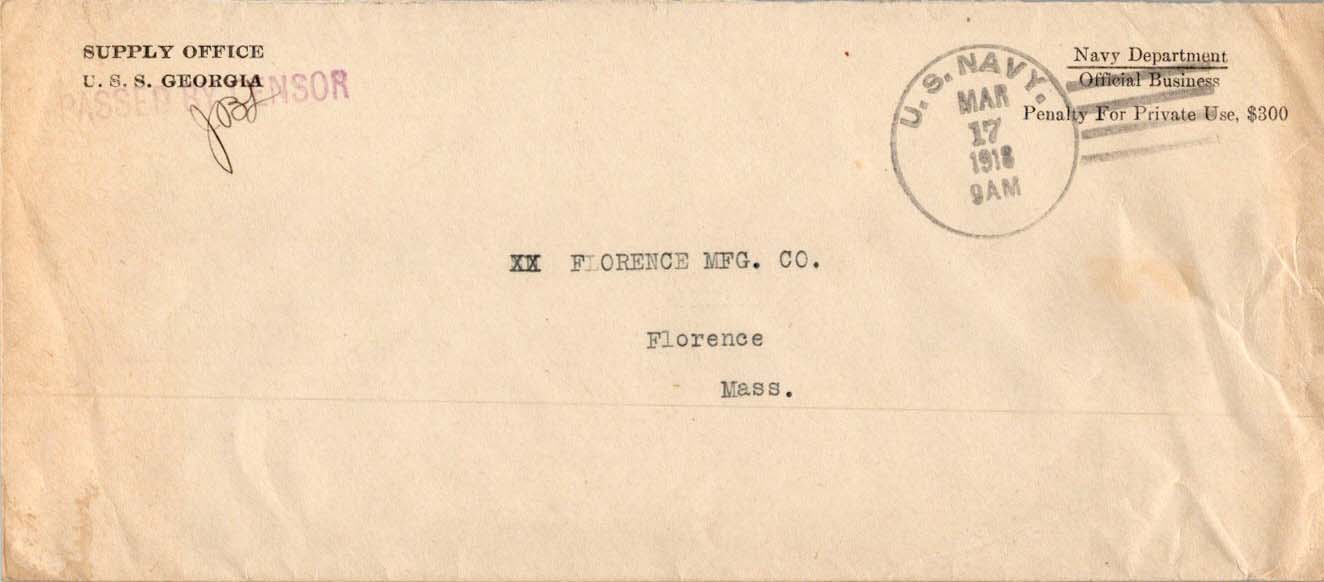 SUPPLY OFFICE
U. S. S. GEORGIA
PASSED BY CENSOR
Navy Department
Official Business
Penalty For Private Use, $300
U.S. NAVY.
MAR
17
1918
9AM
XX FLORENCE MFG. CO.
Florence
Mass.